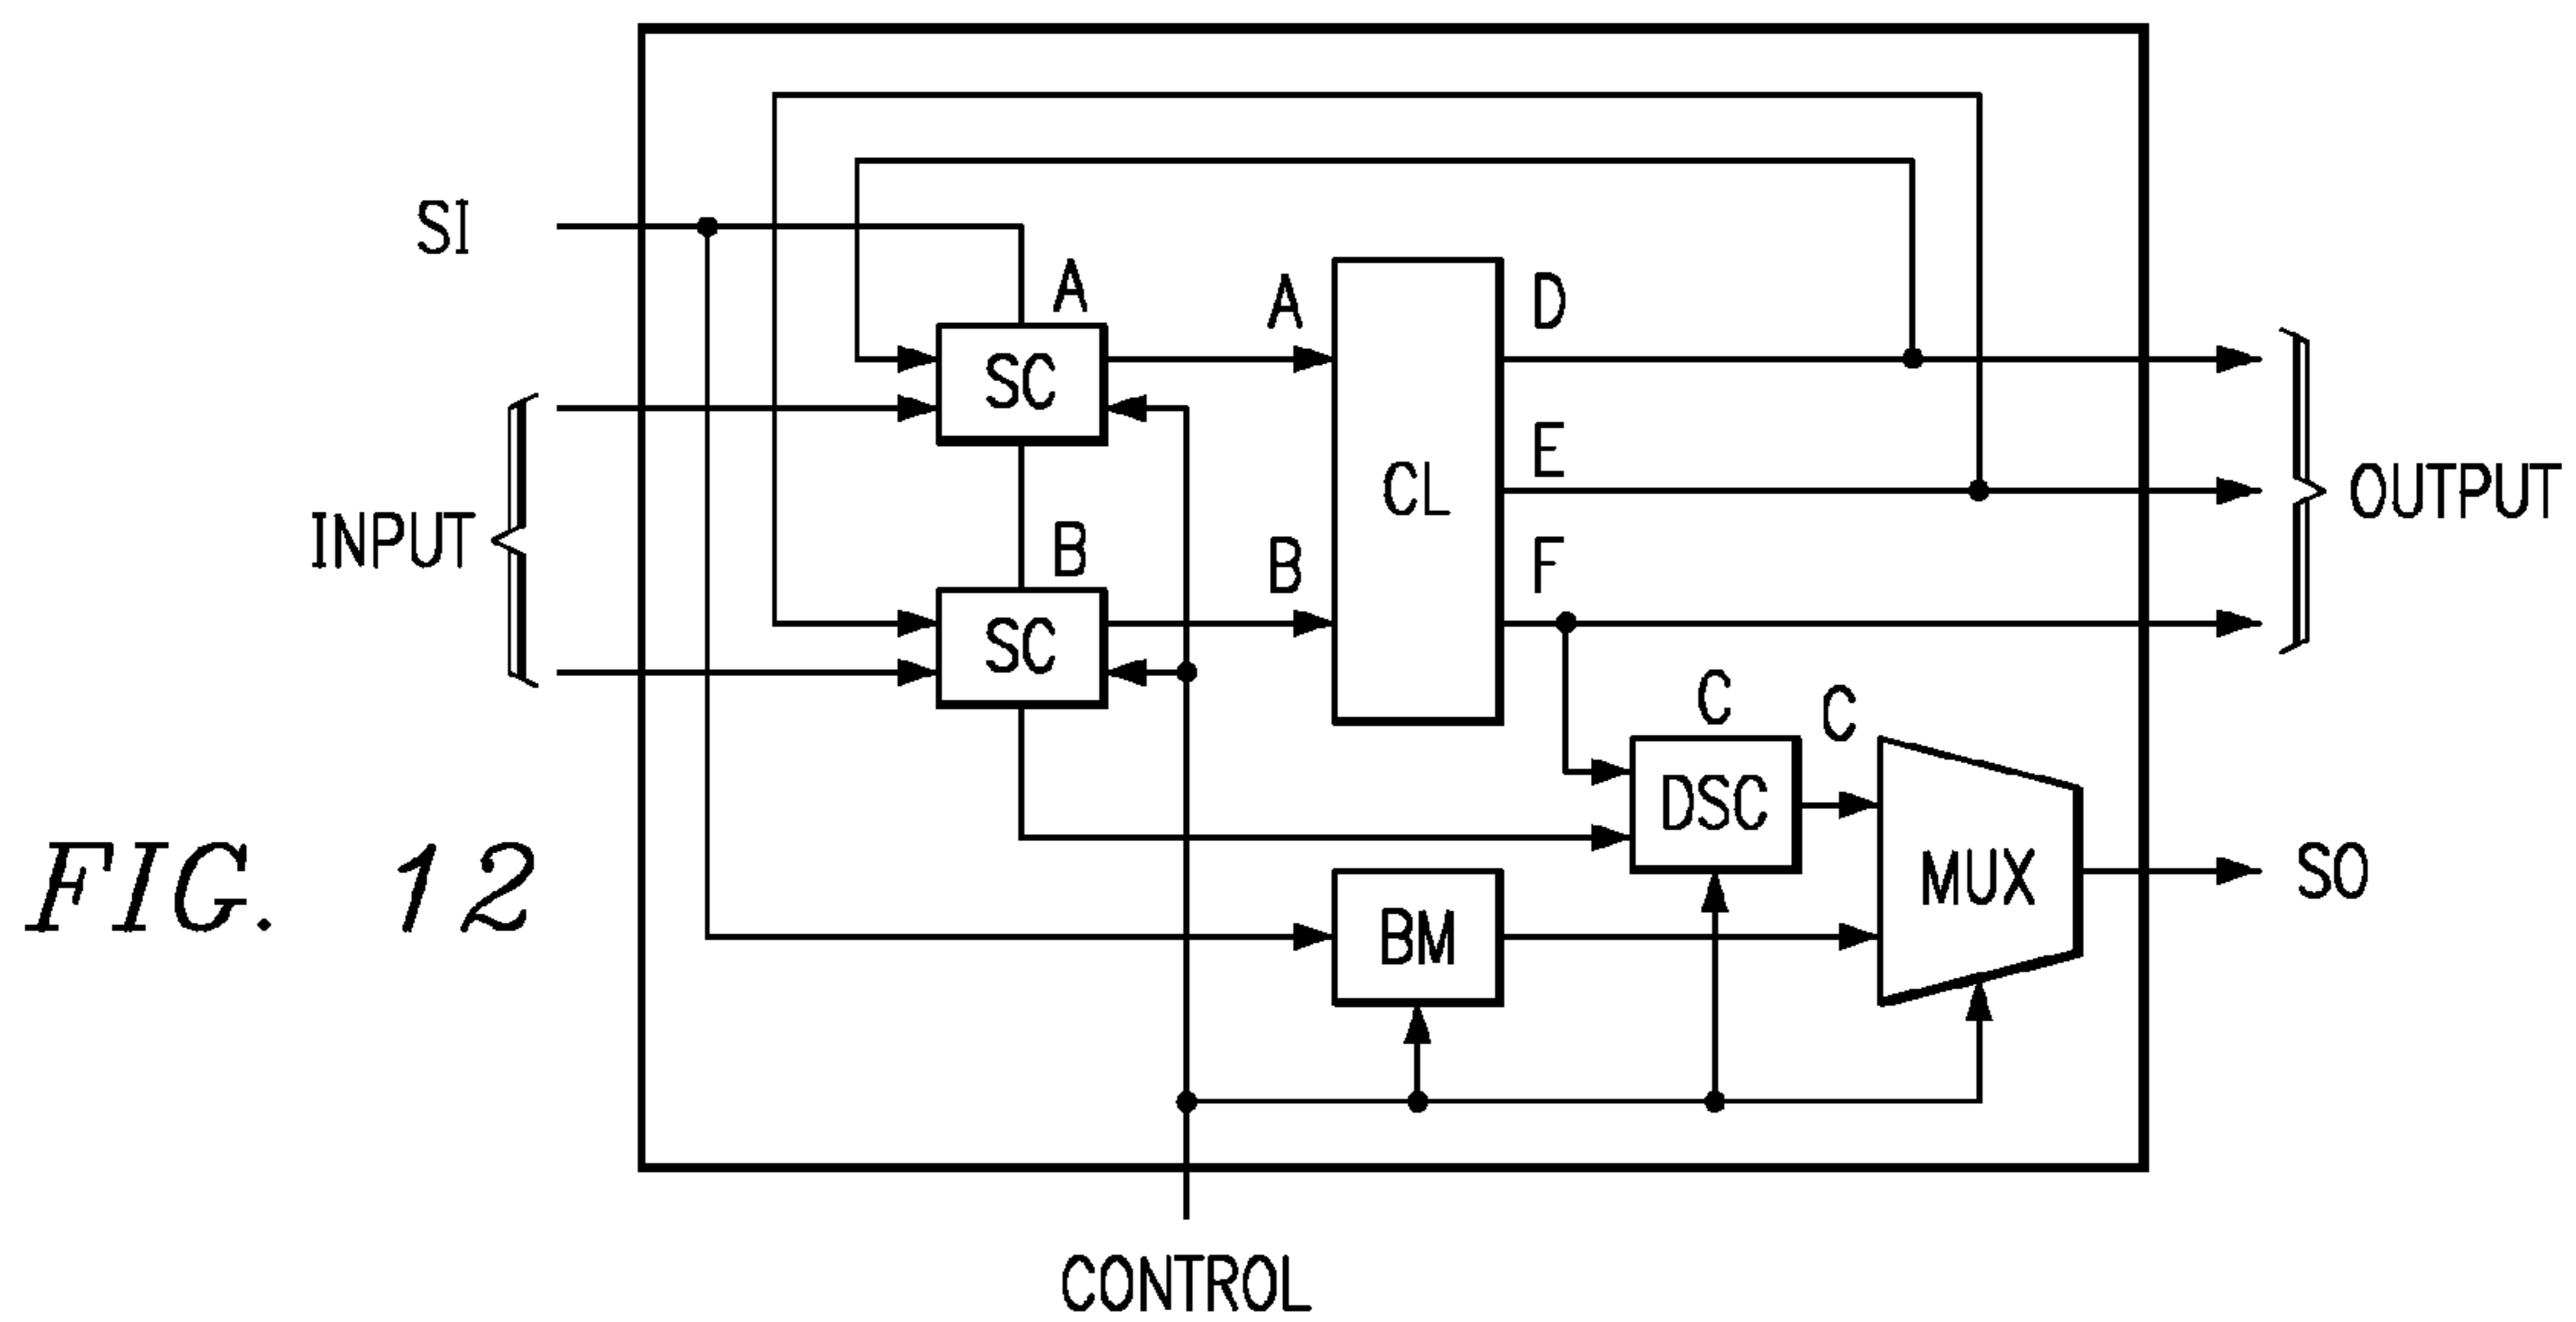 SI
A
A
D
SC
INPUT
B
B
CL
E
F
OUTPUT
SC
C
C
DSC
MUX
SO
BM
FIG. 12
CONTROL